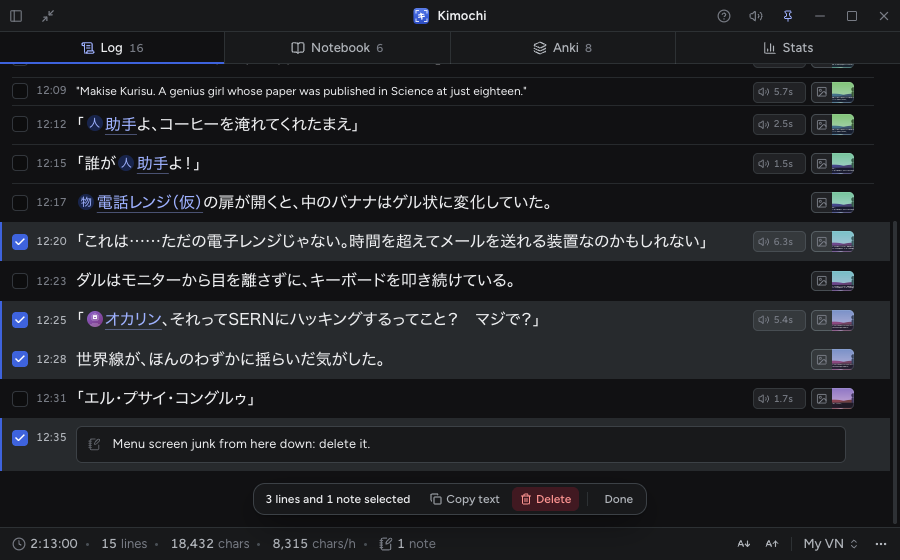 Kimochi
Log 16
Notebook 6
Anki 8
Stats
12:09 "Makise Kurisu. A genius girl whose paper was published in Science at just eighteen." 5.7s
12:12 「人助手よ、コーヒーを淹れてくれたまえ」 2.5s
12:15 「誰が人助手よ！」 1.5s
12:17 物電話レンジ(仮)の扉が開くと、中のバナナはゲル状に変化していた。
12:20 「これは……ただの電子レンジじゃない。時間を超えてメールを送れる装置なのかもしれない」 6.3s
12:23 ダルはモニターから目を離さずに、キーボードを叩き続けている。
12:25 「オカリン、それってSERNにハッキングするってこと？　マジで？」 5.4s
12:28 世界線が、ほんのわずかに揺らいだ気がした。
12:31 「エル・プサイ・コングルゥ」 1.7s
12:35 Menu screen junk from here down: delete it.
3 lines and 1 note selected Copy text Delete Done
2:13:00 • 15 lines • 18,432 chars • 8,315 chars/h • 1 note A↓ A↑ My VN